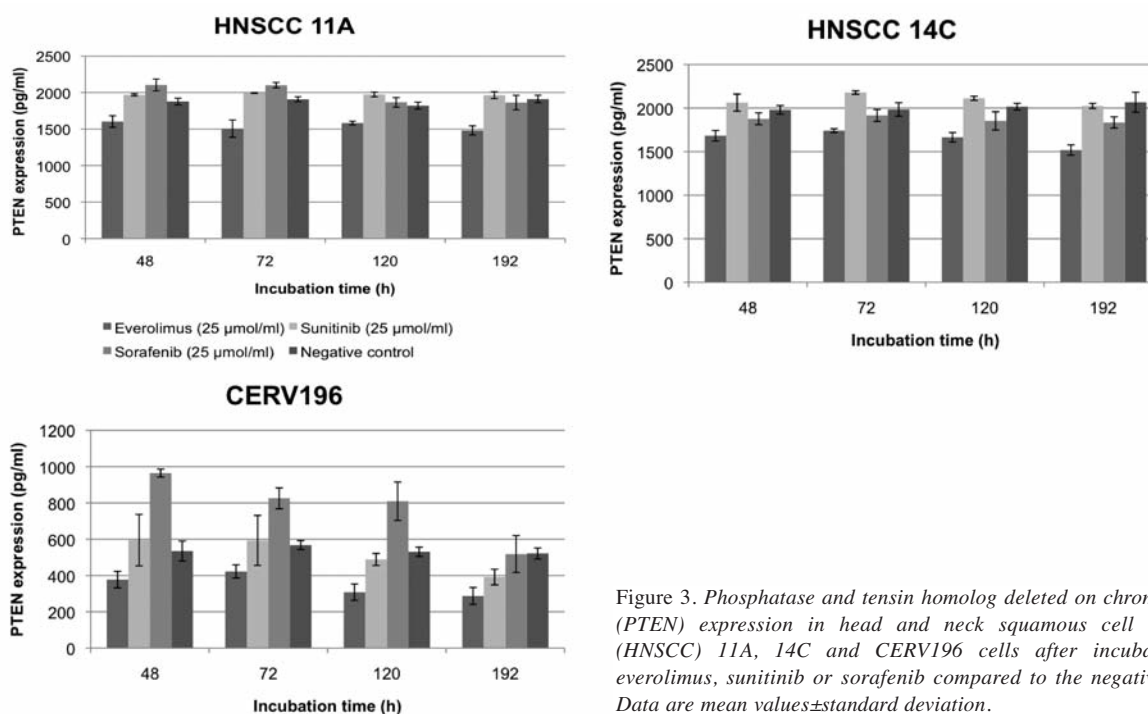 HNSCC 11A
PTEN expression (pg/ml)
2500
2000
1500
1000
500
0
48 72 120 192
Incubation time (h)
Everolimus (25 µmol/ml) Sunitinib (25 µmol/ml)
Sorafenib (25 µmol/ml) Negative control
HNSCC 14C
PTEN expression (pg/ml)
2500
2000
1500
1000
500
0
48 72 120 192
Incubation time (h)
CERV196
PTEN expression (pg/ml)
1200
1000
800
600
400
200
0
48 72 120 192
Incubation time (h)
Figure 3. Phosphatase and tensin homolog deleted on chrom
(PTEN) expression in head and neck squamous cell
(HNSCC) 11A, 14C and CERV196 cells after incuba
everolimus, sunitinib or sorafenib compared to the negativ
Data are mean values±standard deviation.